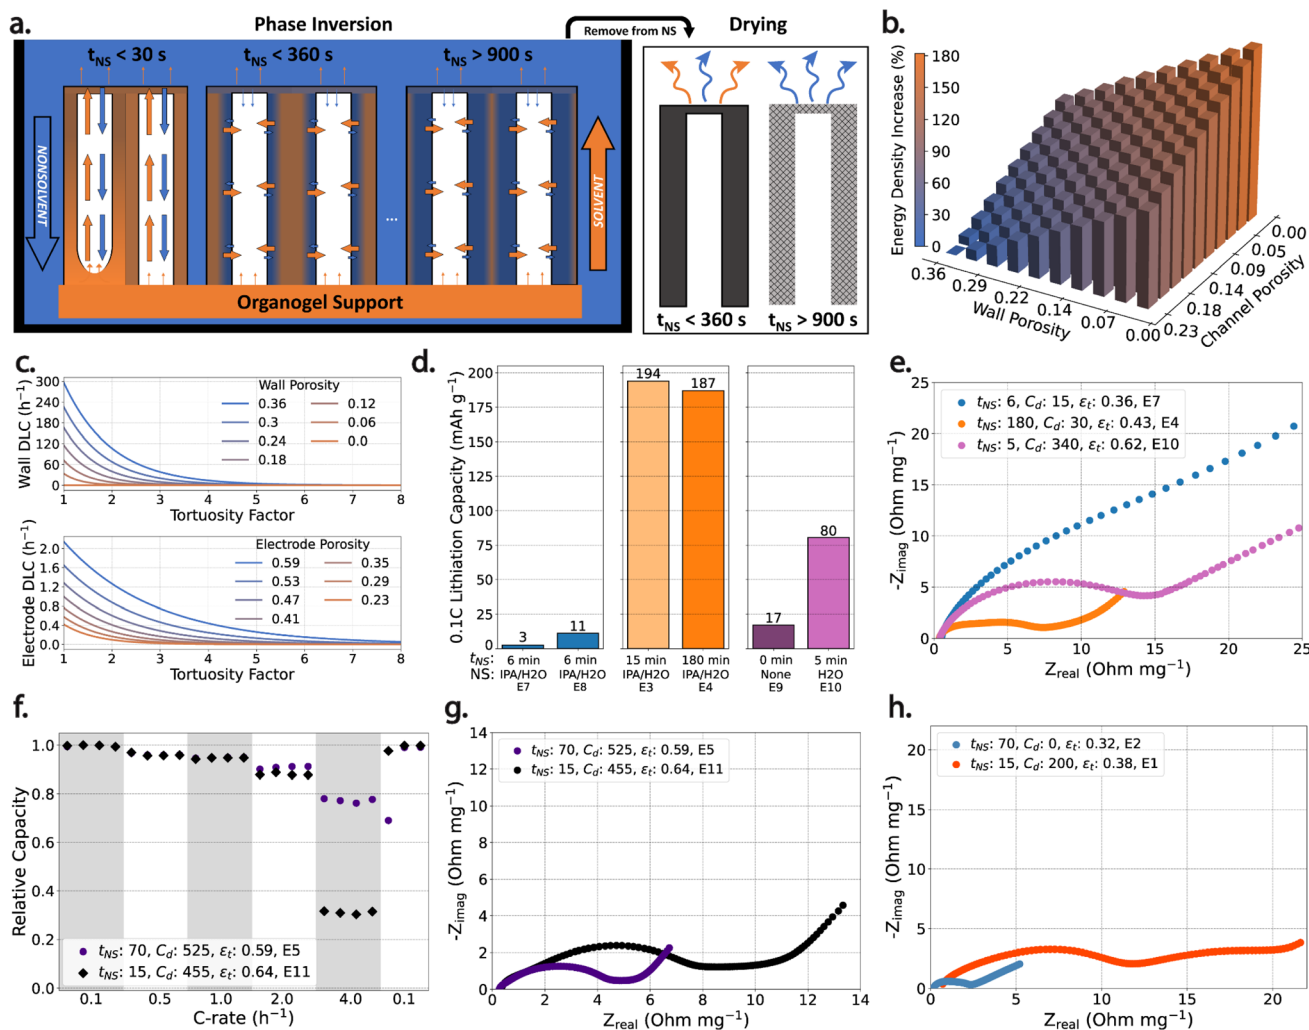 a.
Phase Inversion
Remove from NS
Drying
tNS < 30 s
tNS < 360 s
tNS > 900 s
NONSOLVENT
...
SOLVENT
Organogel Support
tNS < 360 s
tNS > 900 s
b.
Energy Density Increase (%)
180
150
120
90
60
30
0
0.36
0.29
0.22
0.14
0.07
0.00
Wall Porosity
0.00
0.05
0.09
0.14
0.18
0.23
Channel Porosity
c.
Wall DLC (h⁻¹)
300
240
180
120
60
0
Wall Porosity
0.36
0.3
0.24
0.18
0.12
0.06
0.0
1 2 3 4 5 6 7 8
Tortuosity Factor
Electrode DLC (h⁻¹)
2.0
1.6
1.2
0.8
0.4
0.0
Electrode Porosity
0.59
0.53
0.47
0.41
0.35
0.29
0.23
1 2 3 4 5 6 7 8
Tortuosity Factor
d.
0.1C Lithiation Capacity (mAh g⁻¹)
200
175
150
125
100
75
50
25
0
3
11
194
187
17
80
tNS: 6 min 6 min 15 min 180 min 0 min 5 min
NS: IPA/H2O IPA/H2O IPA/H2O IPA/H2O None H2O
E7 E8 E3 E4 E9 E10
e.
-Zimag (Ohm mg⁻¹)
25
20
15
10
5
0
tNS: 6, Cd: 15, εt: 0.36, E7
tNS: 180, Cd: 30, εt: 0.43, E4
tNS: 5, Cd: 340, εt: 0.62, E10
0 5 10 15 20 25
Zreal (Ohm mg⁻¹)
f.
Relative Capacity
1.0
0.8
0.6
0.4
0.2
0.0
tNS: 70, Cd: 525, εt: 0.59, E5
tNS: 15, Cd: 455, εt: 0.64, E11
0.1 0.5 1.0 2.0 4.0 0.1
C-rate (h⁻¹)
g.
-Zimag (Ohm mg⁻¹)
14
12
10
8
6
4
2
0
tNS: 70, Cd: 525, εt: 0.59, E5
tNS: 15, Cd: 455, εt: 0.64, E11
0 2 4 6 8 10 12 14
Zreal (Ohm mg⁻¹)
h.
-Zimag (Ohm mg⁻¹)
20
15
10
5
0
tNS: 70, Cd: 0, εt: 0.32, E2
tNS: 15, Cd: 200, εt: 0.38, E1
0 5 10 15 20
Zreal (Ohm mg⁻¹)